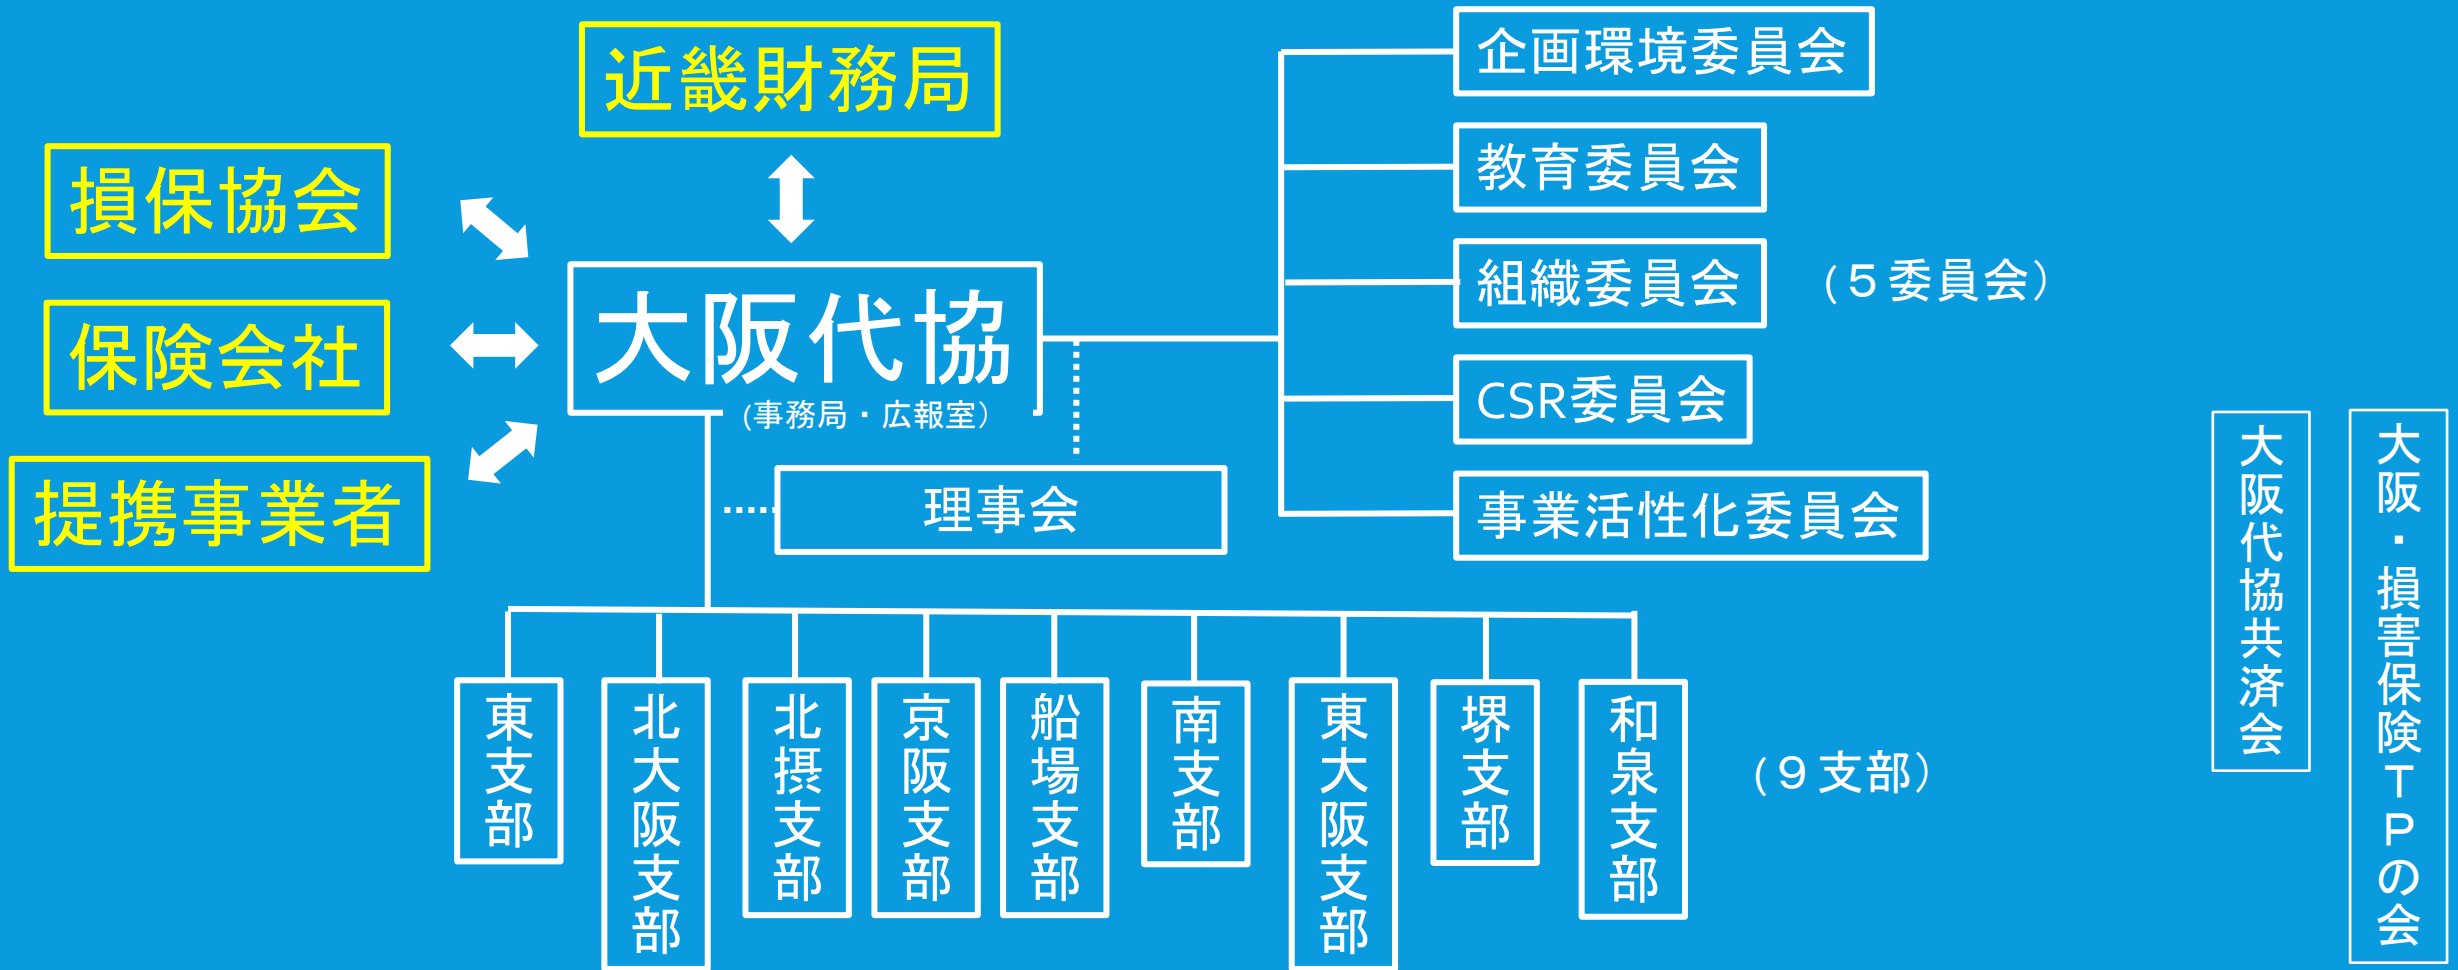 近畿財務局
損保協会
保険会社
提携事業者
大阪代協
(事務局・広報室)
理事会
企画環境委員会
教育委員会
組織委員会
(5委員会)
CSR委員会
事業活性化委員会
東支部
北大阪支部
北摂支部
京阪支部
船場支部
南支部
東大阪支部
堺支部
和泉支部
(9支部)
大阪代協共済会
大阪・損害保険TPの会